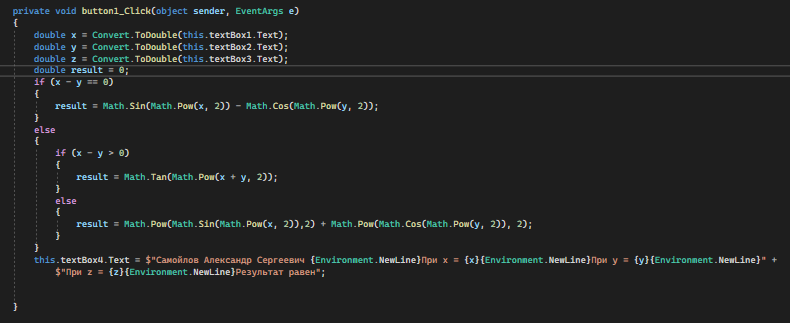 private void button1_Click(object sender, EventArgs e)
{
    double x = Convert.ToDouble(this.textBox1.Text);
    double y = Convert.ToDouble(this.textBox2.Text);
    double z = Convert.ToDouble(this.textBox3.Text);
    double result = 0;
    if (x - y == 0)
    {
        result = Math.Sin(Math.Pow(x, 2)) - Math.Cos(Math.Pow(y, 2));
    }
    else
    {
        if (x - y > 0)
        {
            result = Math.Tan(Math.Pow(x + y, 2));
        }
        else
        {
            result = Math.Pow(Math.Sin(Math.Pow(x, 2)),2) + Math.Pow(Math.Cos(Math.Pow(y, 2)), 2);
        }
    }
    this.textBox4.Text = $"Самойлов Александр Сергеевич {Environment.NewLine}При x = {x}{Environment.NewLine}При y = {y}{Environment.NewLine}" +
        $"При z = {z}{Environment.NewLine}Результат равен";
}